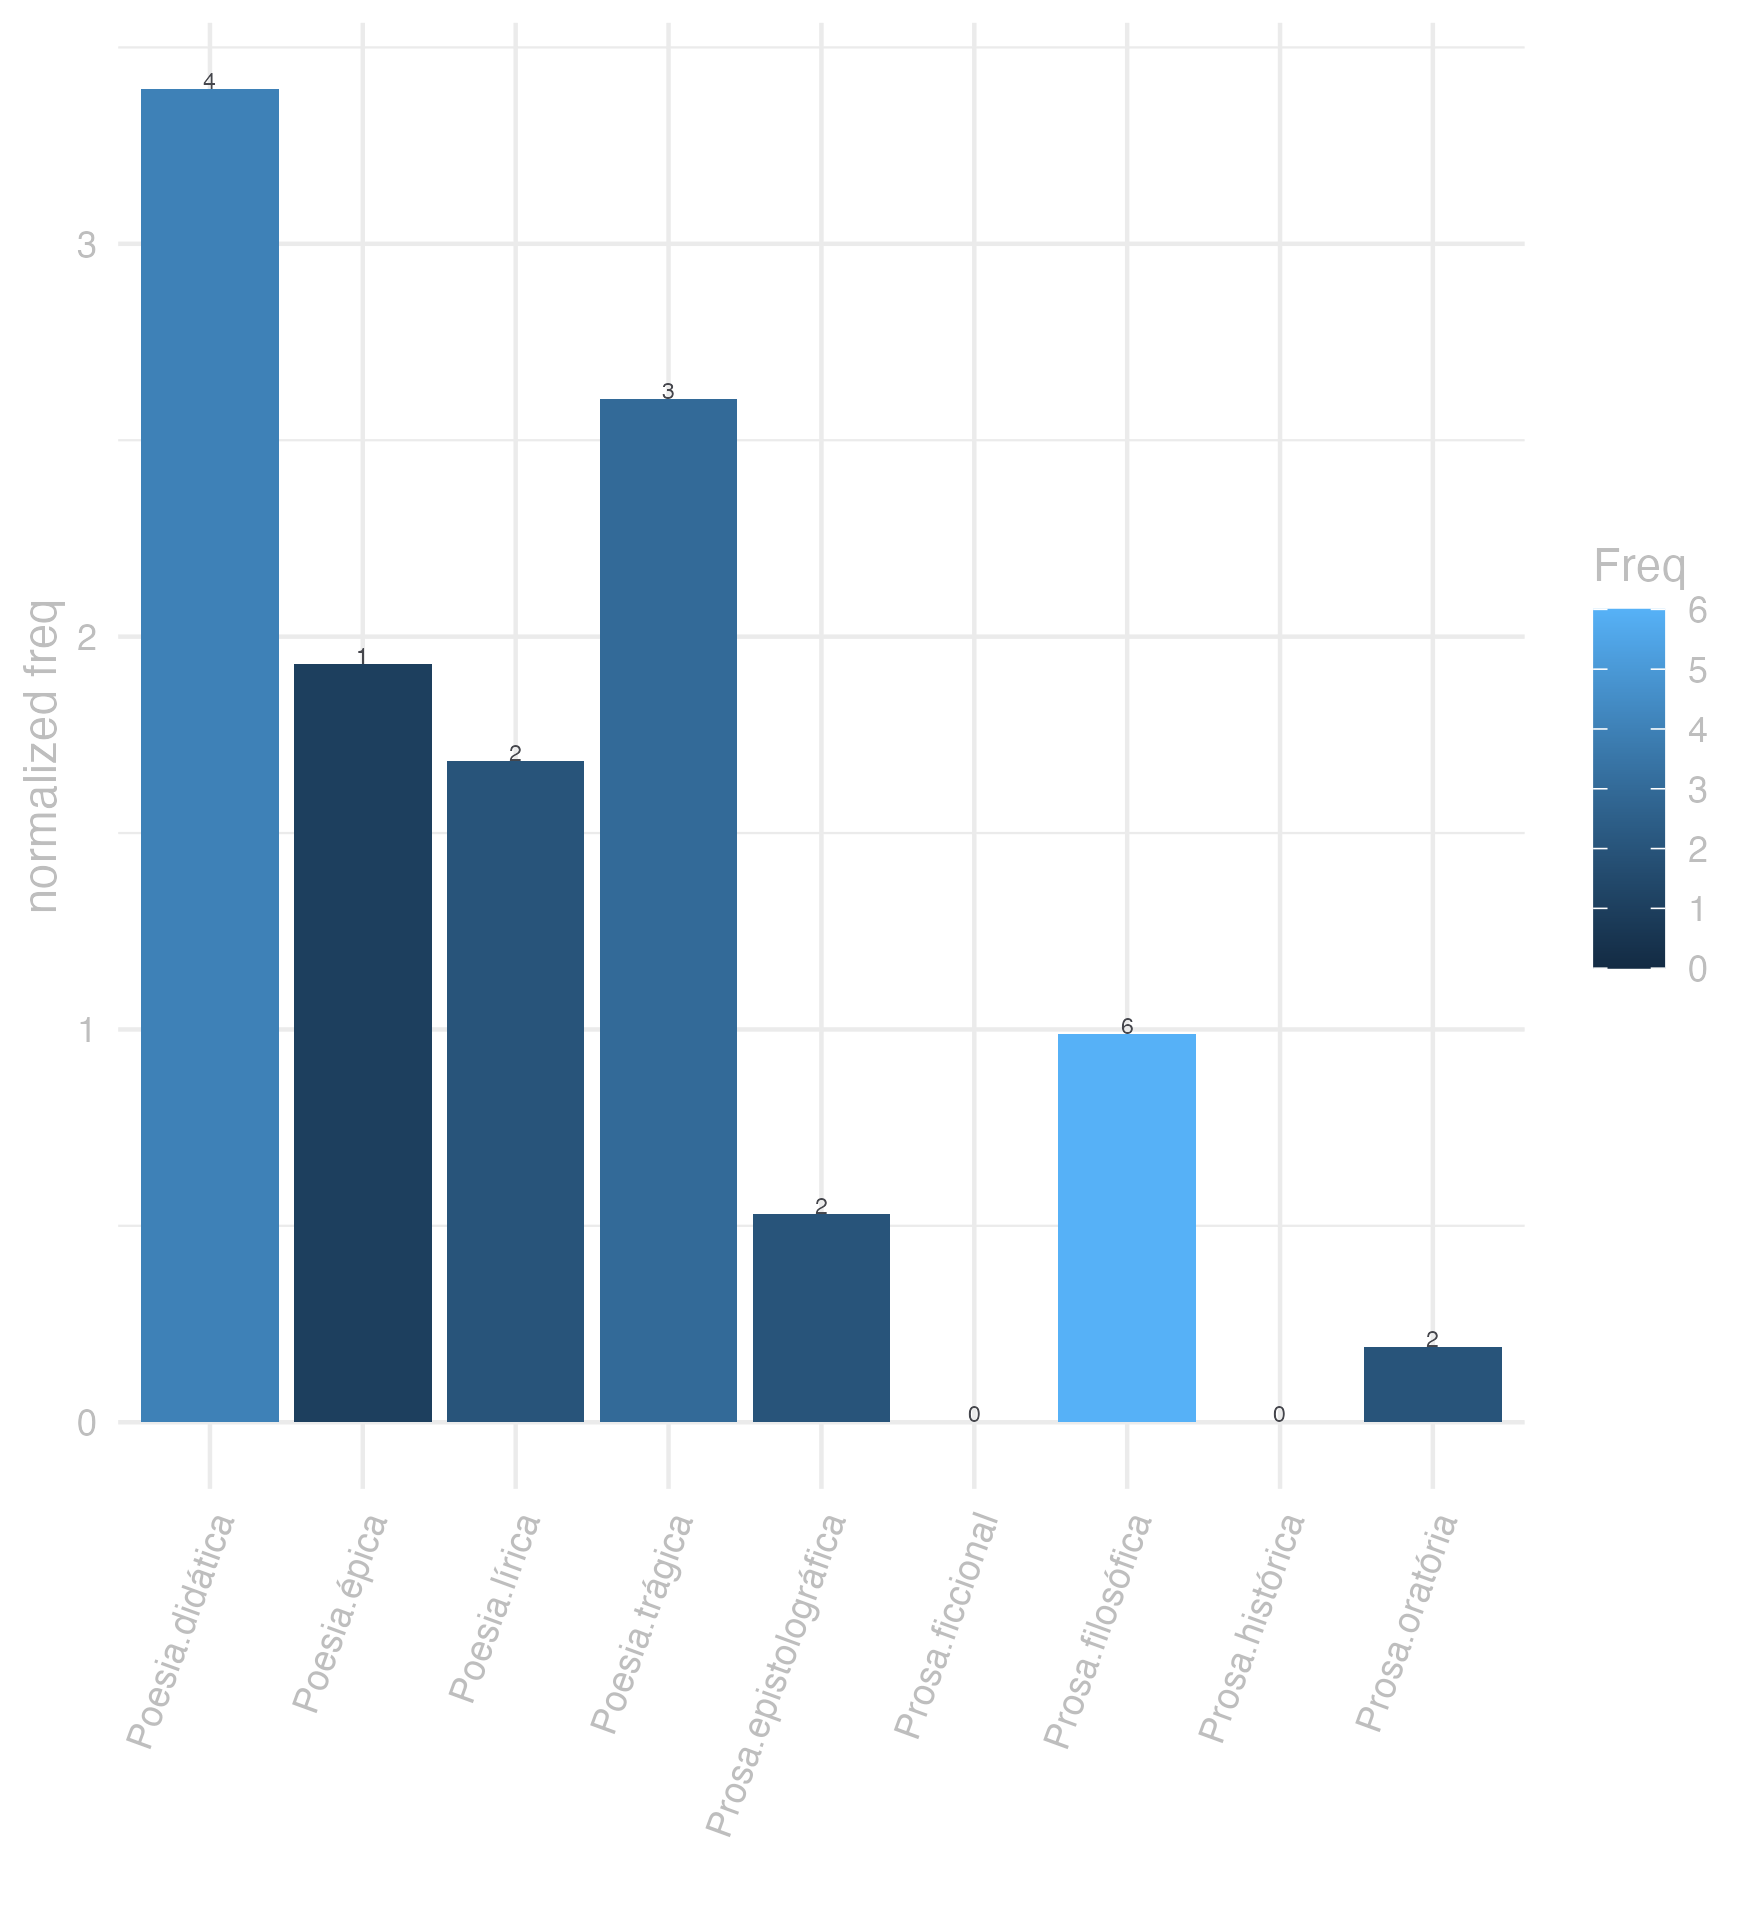 4
3
1
2
3
2
0
6
0
2
3
2
1
0
normalized freq
Poesia.didática
Poesia.épica
Poesia.lírica
Poesia.trágica
Prosa.epistolográfica
Prosa.ficcional
Prosa.filosófica
Prosa.histórica
Prosa.oratória
Freq
6
5
4
3
2
1
0